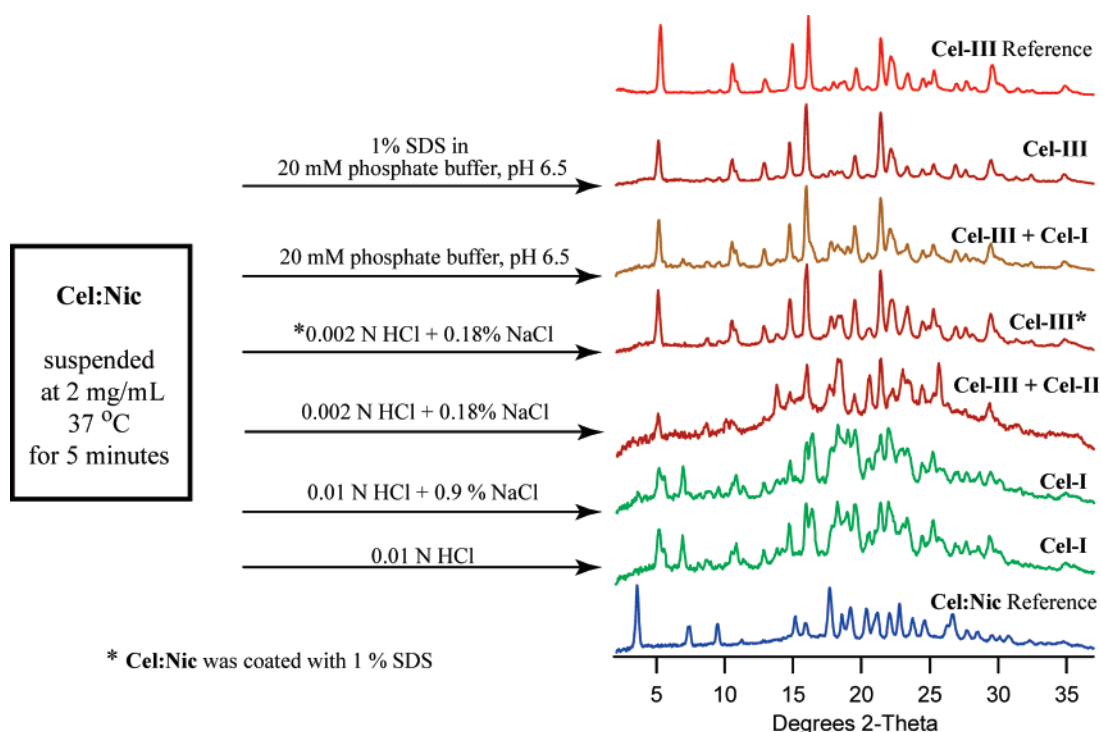 Cel-III Reference
1% SDS in
20 mM phosphate buffer, pH 6.5
Cel-III
20 mM phosphate buffer, pH 6.5
Cel-III + Cel-I
*0.002 N HCl + 0.18% NaCl
Cel-III*
0.002 N HCl + 0.18% NaCl
Cel-III + Cel-II
0.01 N HCl + 0.9 % NaCl
Cel-I
0.01 N HCl
Cel-I
Cel:Nic Reference
Cel:Nic
suspended
at 2 mg/mL
37 °C
for 5 minutes
* Cel:Nic was coated with 1 % SDS
5 10 15 20 25 30 35
Degrees 2-Theta